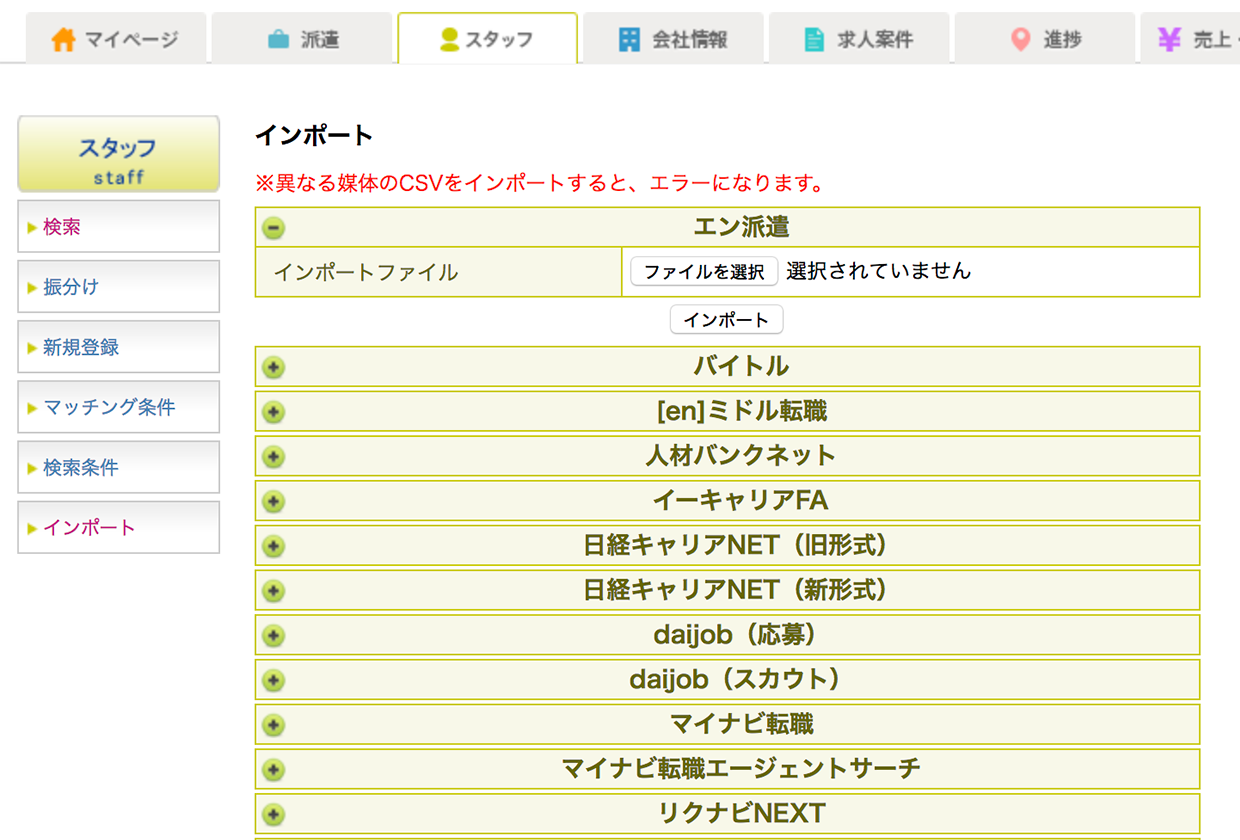 マイページ
派遣
スタッフ
会社情報
求人案件
進捗
売上
スタッフ
staff
検索
振分け
新規登録
マッチング条件
検索条件
インポート
インポート
※異なる媒体のCSVをインポートすると、エラーになります。
エン派遣
インポートファイル
ファイルを選択 選択されていません
インポート
バイトル
[en]ミドル転職
人材バンクネット
イーキャリアFA
日経キャリアNET（旧形式）
日経キャリアNET（新形式）
daijob（応募）
daijob（スカウト）
マイナビ転職
マイナビ転職エージェントサーチ
リクナビNEXT